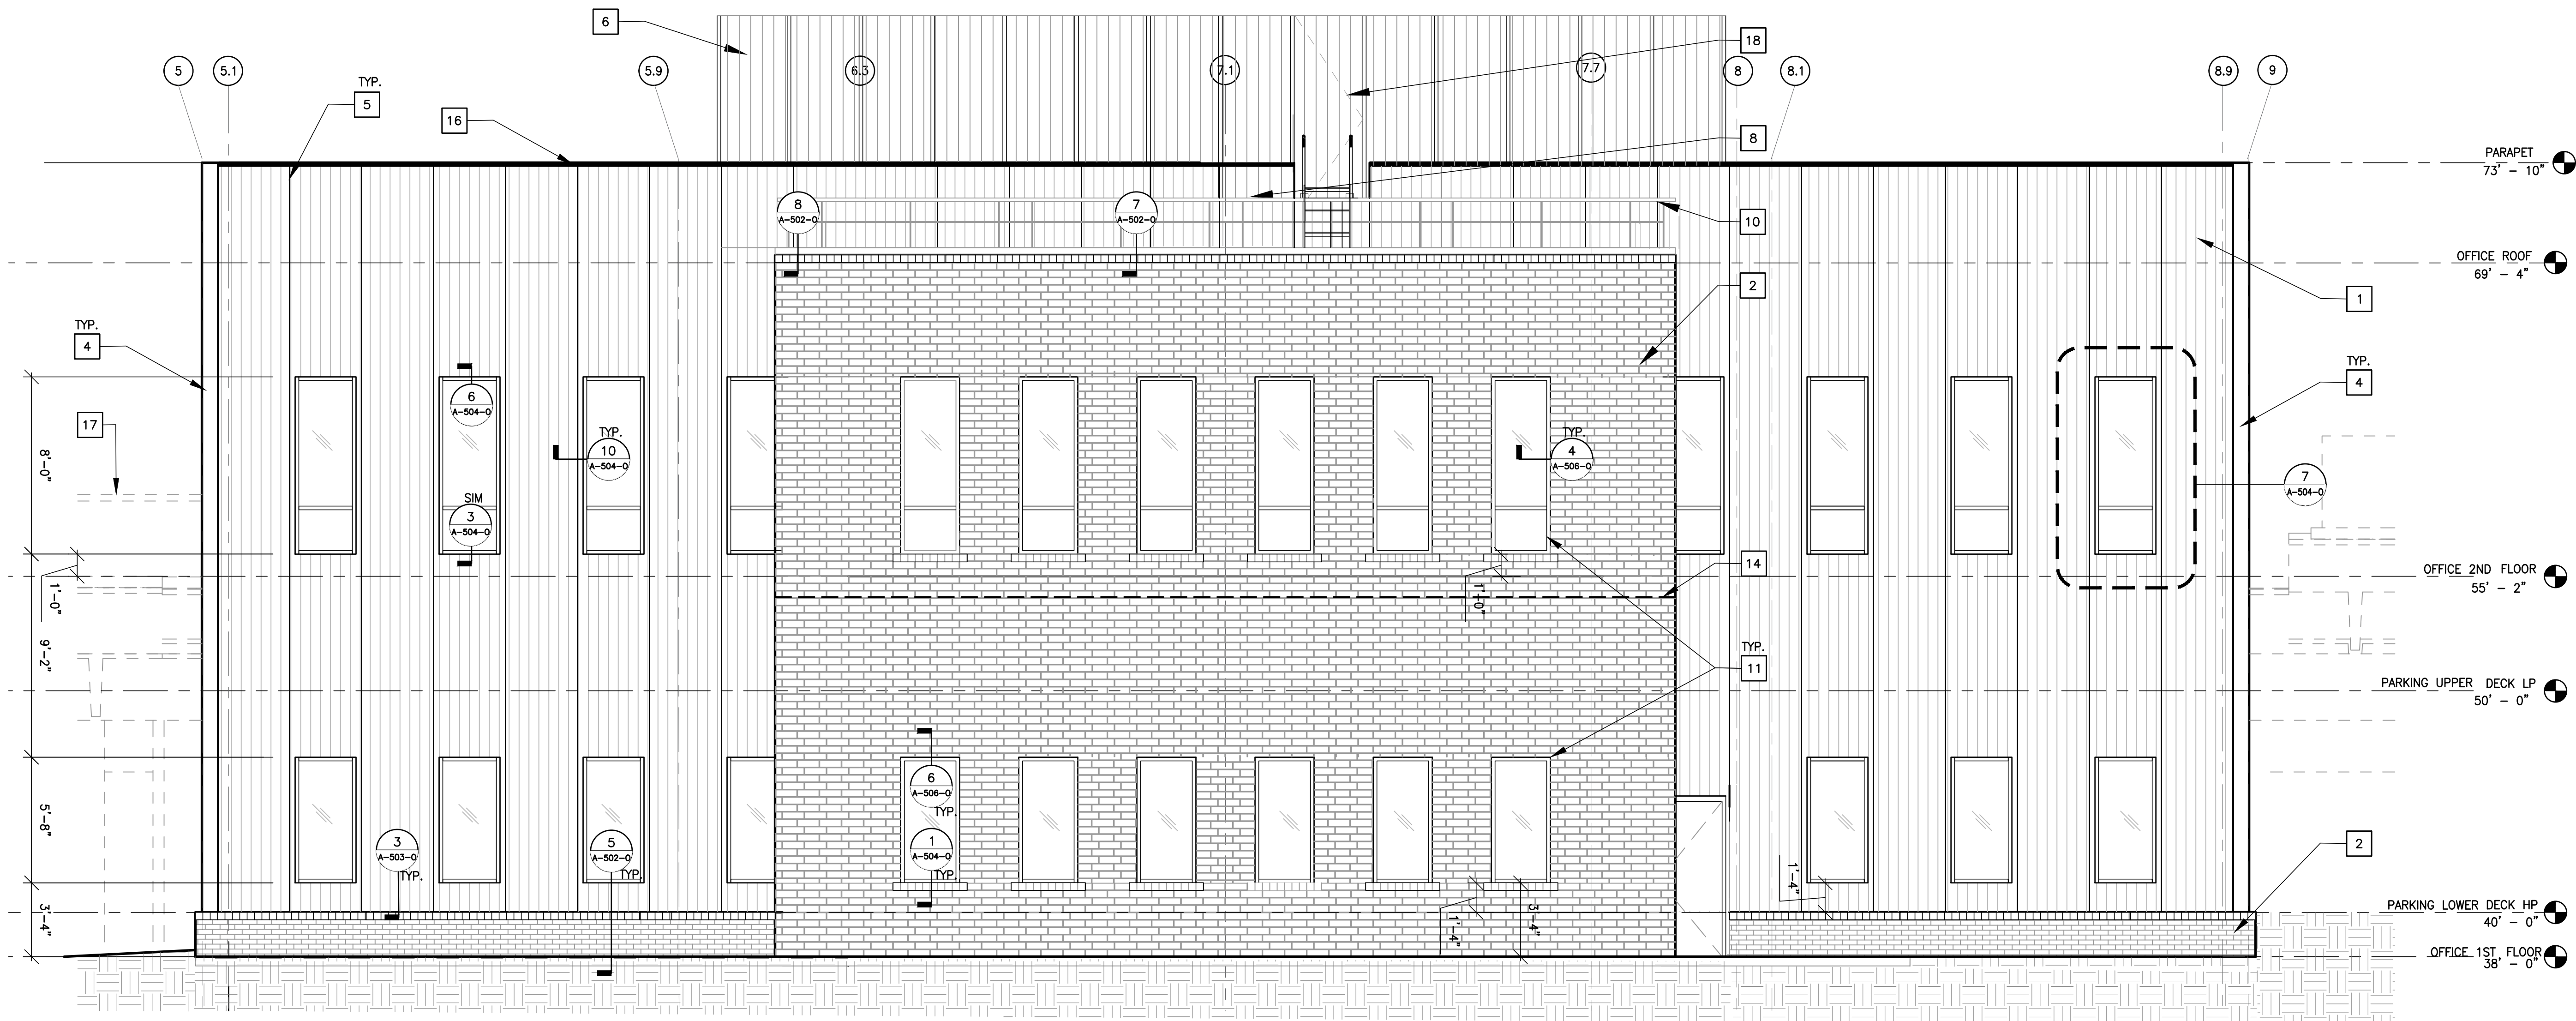 6
18
5
5.1
5.9
6.3
7.1
7.7
8
8.1
8.9
9
TYP.
5
16
8
PARAPET
73' - 10"
8
A-502-0
7
A-502-0
10
OFFICE ROOF
69' - 4"
2
1
TYP.
4
TYP.
4
6
A-504-0
17
TYP.
10
A-504-0
TYP.
4
A-506-0
8'-0"
7
A-504-0
SIM
3
A-504-0
14
OFFICE 2ND FLOOR
55' - 2"
1'-0"
1'-0"
9'-2"
TYP.
11
PARKING UPPER DECK LP
50' - 0"
6
A-506-0
TYP.
5'-8"
3
A-503-0
TYP.
5
A-502-0
TYP.
1
A-504-0
TYP.
2
1'-4"
3'-4"
1'-4"
3'-4"
PARKING LOWER DECK HP
40' - 0"
OFFICE 1ST FLOOR
38' - 0"